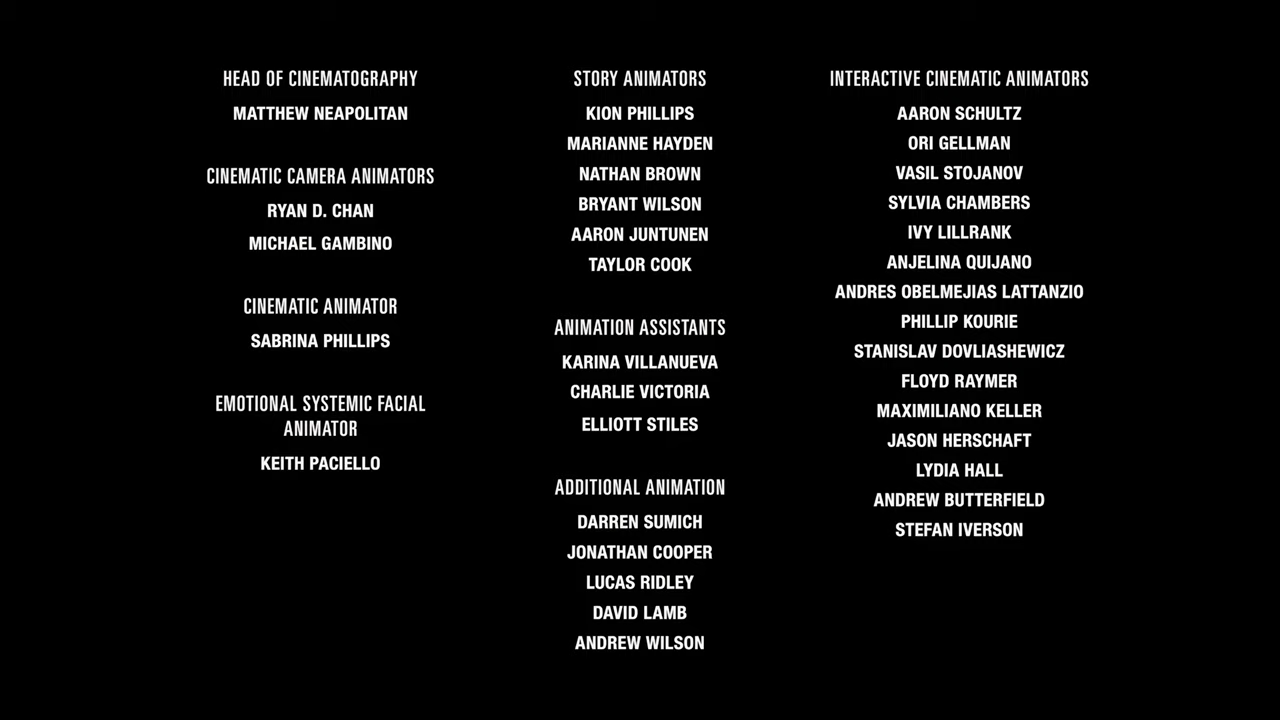 HEAD OF CINEMATOGRAPHY
MATTHEW NEAPOLITAN
CINEMATIC CAMERA ANIMATORS
RYAN D. CHAN
MICHAEL GAMBINO
CINEMATIC ANIMATOR
SABRINA PHILLIPS
EMOTIONAL SYSTEMIC FACIAL
ANIMATOR
KEITH PACIELLO
STORY ANIMATORS
KION PHILLIPS
MARIANNE HAYDEN
NATHAN BROWN
BRYANT WILSON
AARON JUNTUNEN
TAYLOR COOK
ANIMATION ASSISTANTS
KARINA VILLANUEVA
CHARLIE VICTORIA
ELLIOTT STILES
ADDITIONAL ANIMATION
DARREN SUMICH
JONATHAN COOPER
LUCAS RIDLEY
DAVID LAMB
ANDREW WILSON
INTERACTIVE CINEMATIC ANIMATORS
AARON SCHULTZ
ORI GELLMAN
VASIL STOJANOV
SYLVIA CHAMBERS
IVY LILLRANK
ANJELINA QUIJANO
ANDRES OBELMEJIAS LATTANZIO
PHILLIP KOURIE
STANISLAV DOVLIASHEWICZ
FLOYD RAYMER
MAXIMILIANO KELLER
JASON HERSCHAFT
LYDIA HALL
ANDREW BUTTERFIELD
STEFAN IVERSON